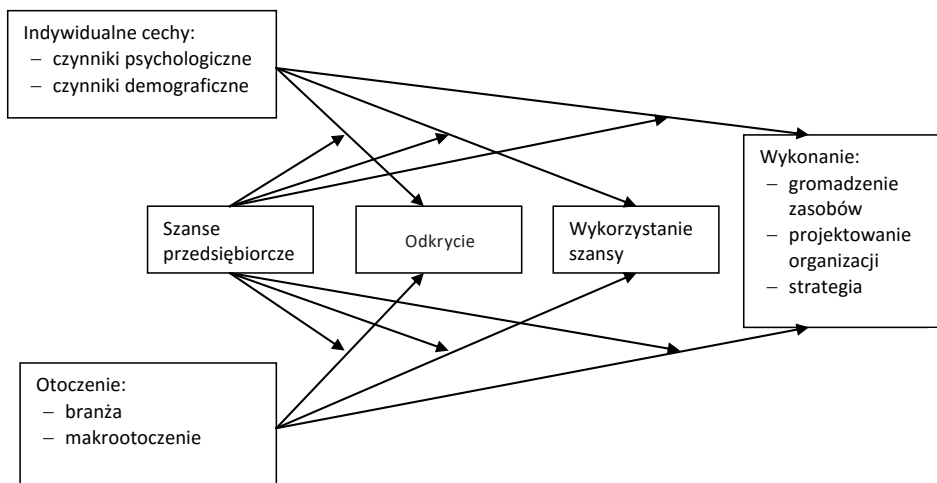 Indywidualne cechy:
– czynniki psychologiczne
– czynniki demograficzne
Wykonanie:
– gromadzenie
zasobów
– projektowanie
organizacji
– strategia
Szanse
przedsiębiorcze
Odkrycie
Wykorzystanie
szansy
Otoczenie:
– branża
– makrootoczenie